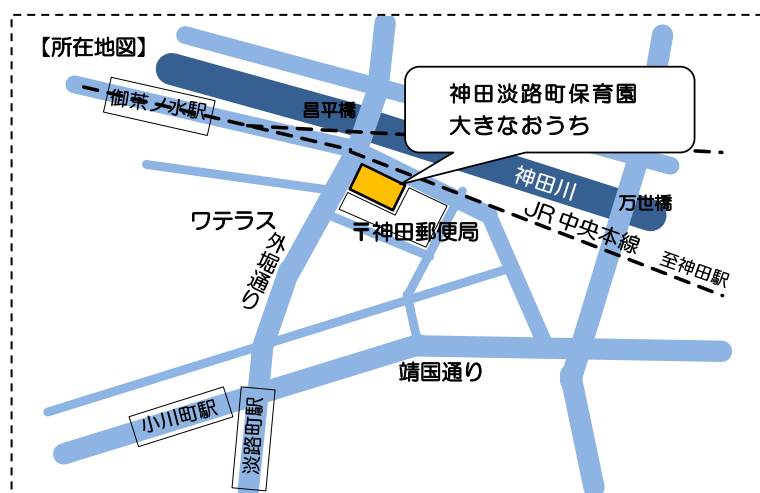 【所在地図】
御茶ノ水駅
昌平橋
神田淡路町保育園
大きなおうち
神田川
万世橋
JR中央本線
至神田駅
ワテラス
〒神田郵便局
外堀通り
靖国通り
小川町駅
淡路町駅